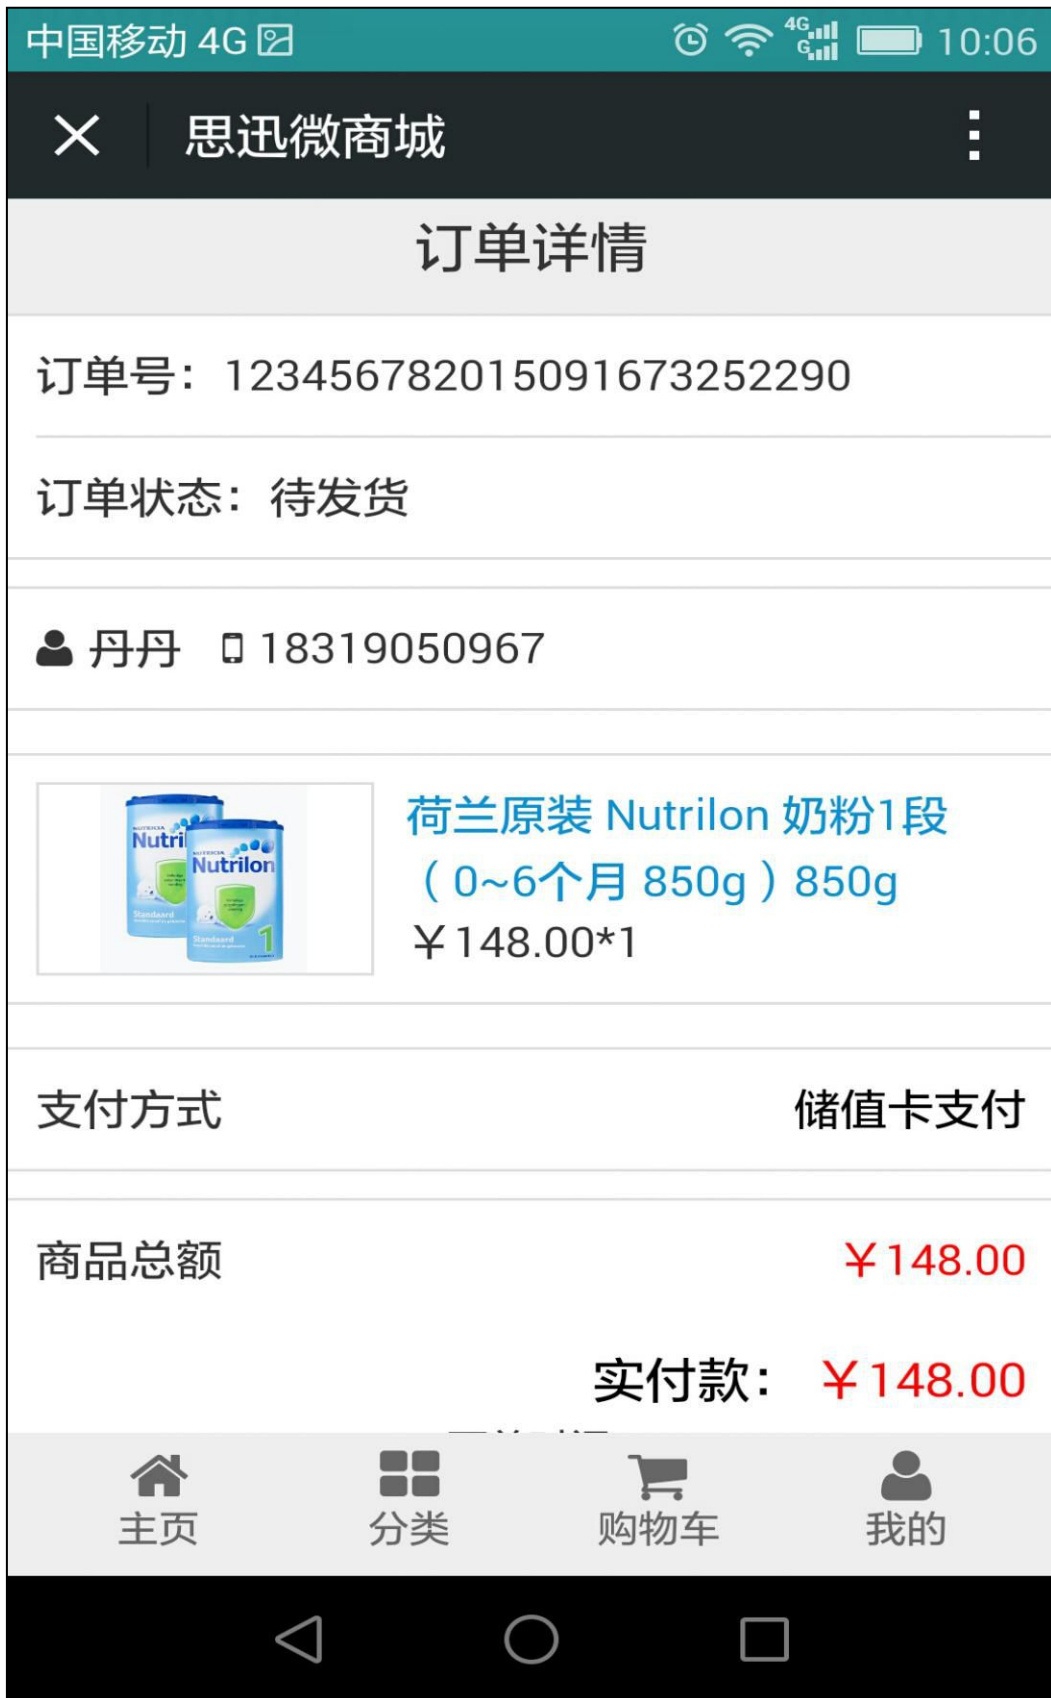 中国移动 4G
4G
G
10:06
思迅微商城
订单详情
订单号：1234567820150916​73252290
订单状态：待发货
丹丹 18319050967
Nutrilon
Standaard
1
荷兰原装 Nutrilon 奶粉1段
（0~6个月 850g）850g
￥148.00*1
支付方式 储值卡支付
商品总额 ￥148.00
实付款： ￥148.00
主页 分类 购物车 我的